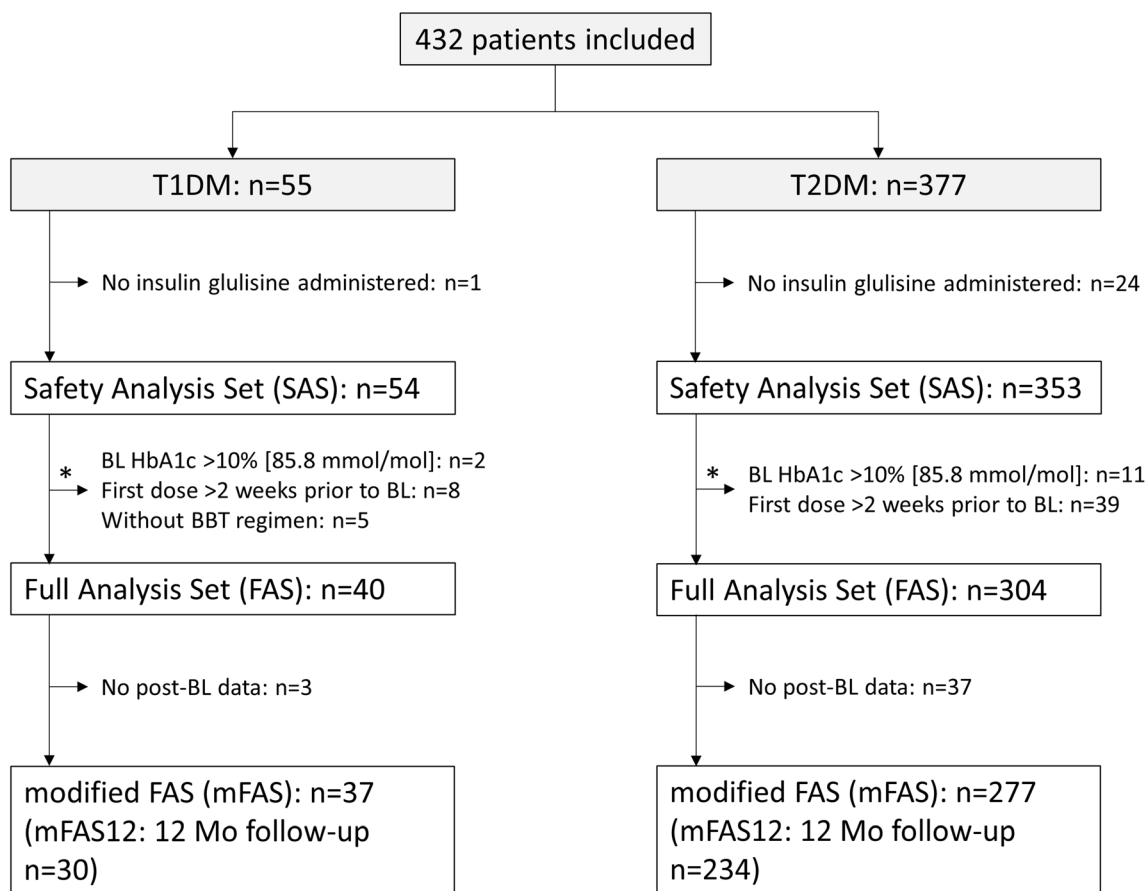 432 patients included
T1DM: n=55
T2DM: n=377
No insulin glulisine administered: n=1
No insulin glulisine administered: n=24
Safety Analysis Set (SAS): n=54
Safety Analysis Set (SAS): n=353
*
BL HbA1c >10% [85.8 mmol/mol]: n=2
First dose >2 weeks prior to BL: n=8
Without BBT regimen: n=5
*
BL HbA1c >10% [85.8 mmol/mol]: n=11
First dose >2 weeks prior to BL: n=39
Full Analysis Set (FAS): n=40
Full Analysis Set (FAS): n=304
No post-BL data: n=3
No post-BL data: n=37
modified FAS (mFAS): n=37
(mFAS12: 12 Mo follow-up
n=30)
modified FAS (mFAS): n=277
(mFAS12: 12 Mo follow-up
n=234)